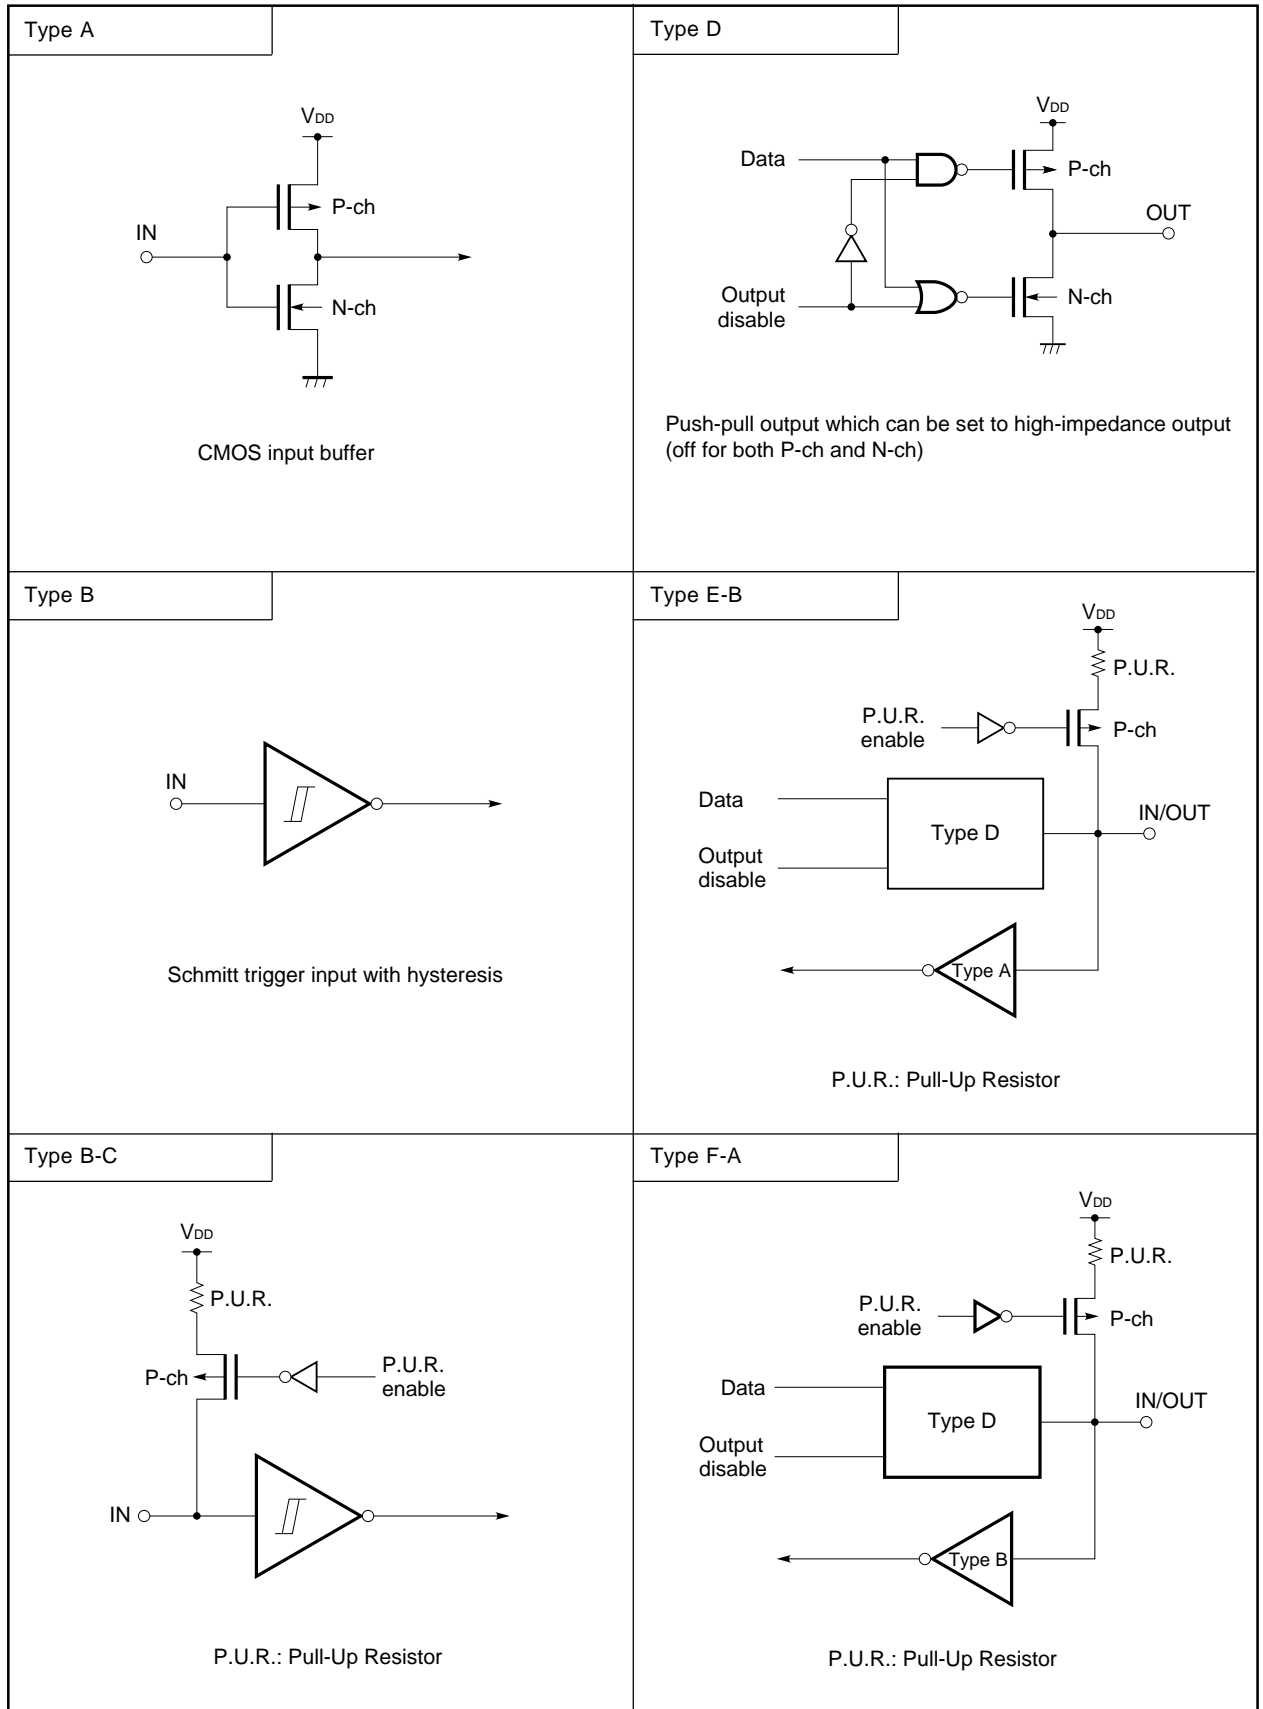 Type A
VDD
P-ch
IN
N-ch
CMOS input buffer
Type D
VDD
Data
P-ch
OUT
Output
disable
N-ch
Push-pull output which can be set to high-impedance output
(off for both P-ch and N-ch)
Type B
IN
Schmitt trigger input with hysteresis
Type E-B
VDD
P.U.R.
P.U.R.
enable
P-ch
Data
IN/OUT
Type D
Output
disable
Type A
P.U.R.: Pull-Up Resistor
Type B-C
VDD
P.U.R.
P-ch
P.U.R.
enable
IN
P.U.R.: Pull-Up Resistor
Type F-A
VDD
P.U.R.
P.U.R.
enable
P-ch
Data
IN/OUT
Type D
Output
disable
Type B
P.U.R.: Pull-Up Resistor